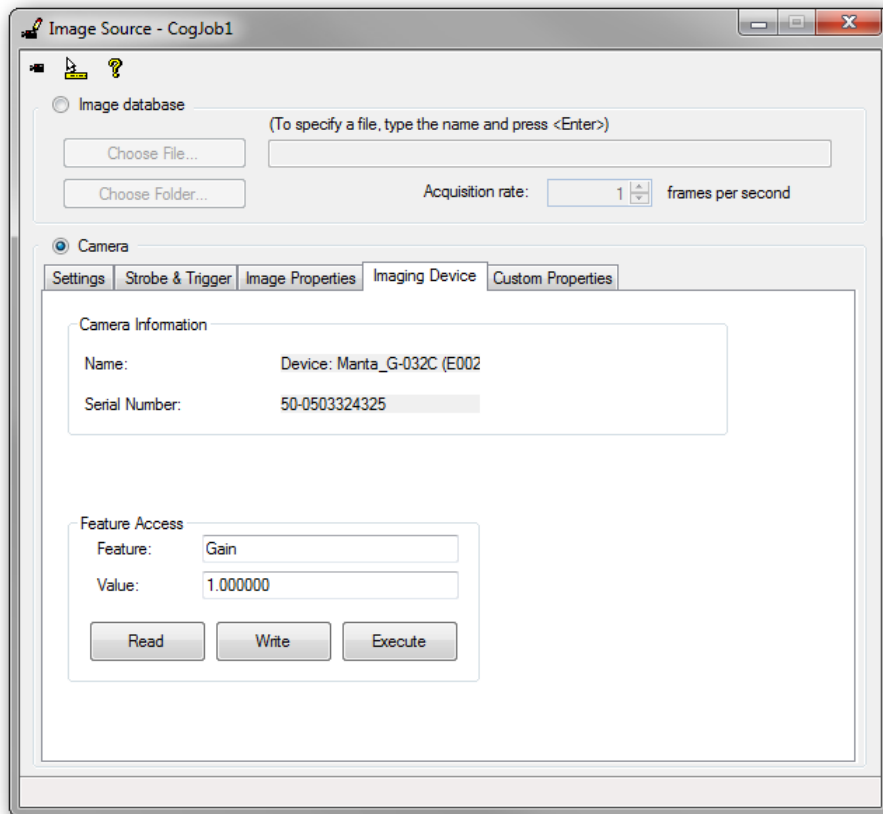 Image Source - CogJob1
Image database
(To specify a file, type the name and press <Enter>)
Choose File...
Choose Folder...
Acquisition rate: 1 frames per second
Camera
Settings Strobe & Trigger Image Properties Imaging Device Custom Properties
Camera Information
Name: Device: Manta_G-032C (E002
Serial Number: 50-0503324325
Feature Access
Feature: Gain
Value: 1.000000
Read Write Execute